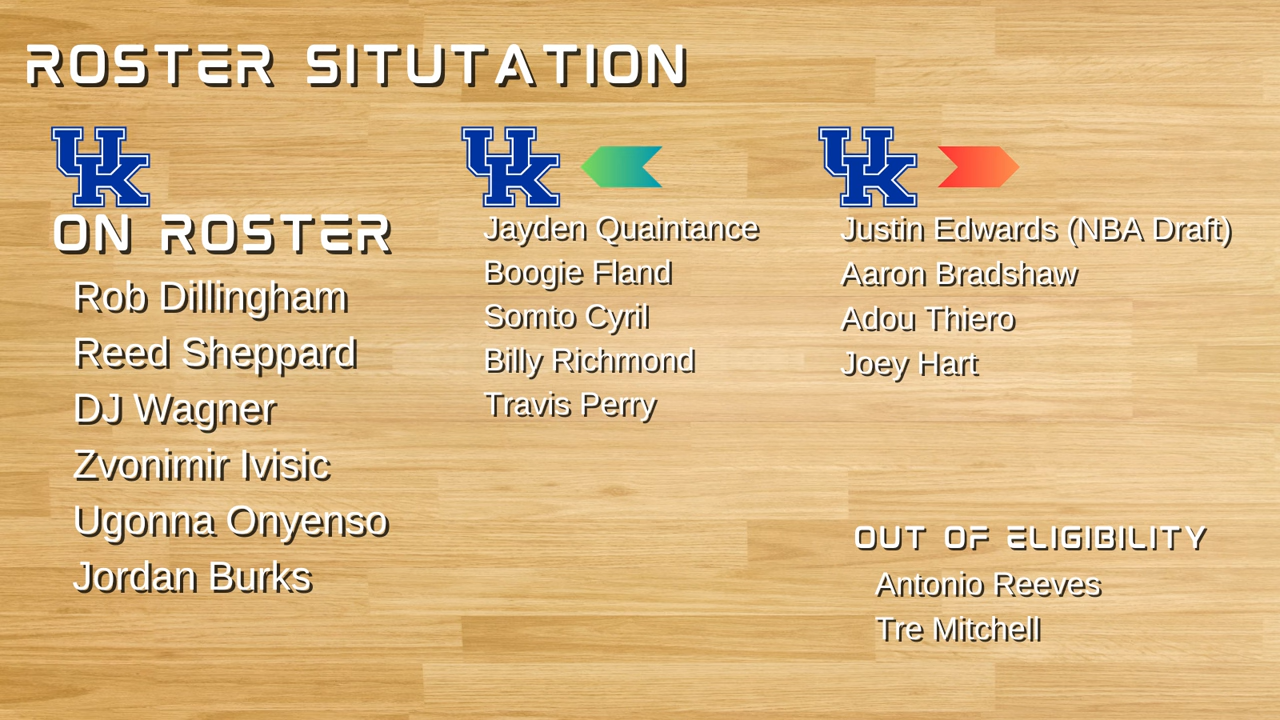 ROSTER SITUTATION
UK
ON ROSTER
Rob Dillingham
Reed Sheppard
DJ Wagner
Zvonimir Ivisic
Ugonna Onyenso
Jordan Burks
UK
Jayden Quaintance
Boogie Fland
Somto Cyril
Billy Richmond
Travis Perry
UK
Justin Edwards (NBA Draft)
Aaron Bradshaw
Adou Thiero
Joey Hart
OUT OF ELIGIBILITY
Antonio Reeves
Tre Mitchell